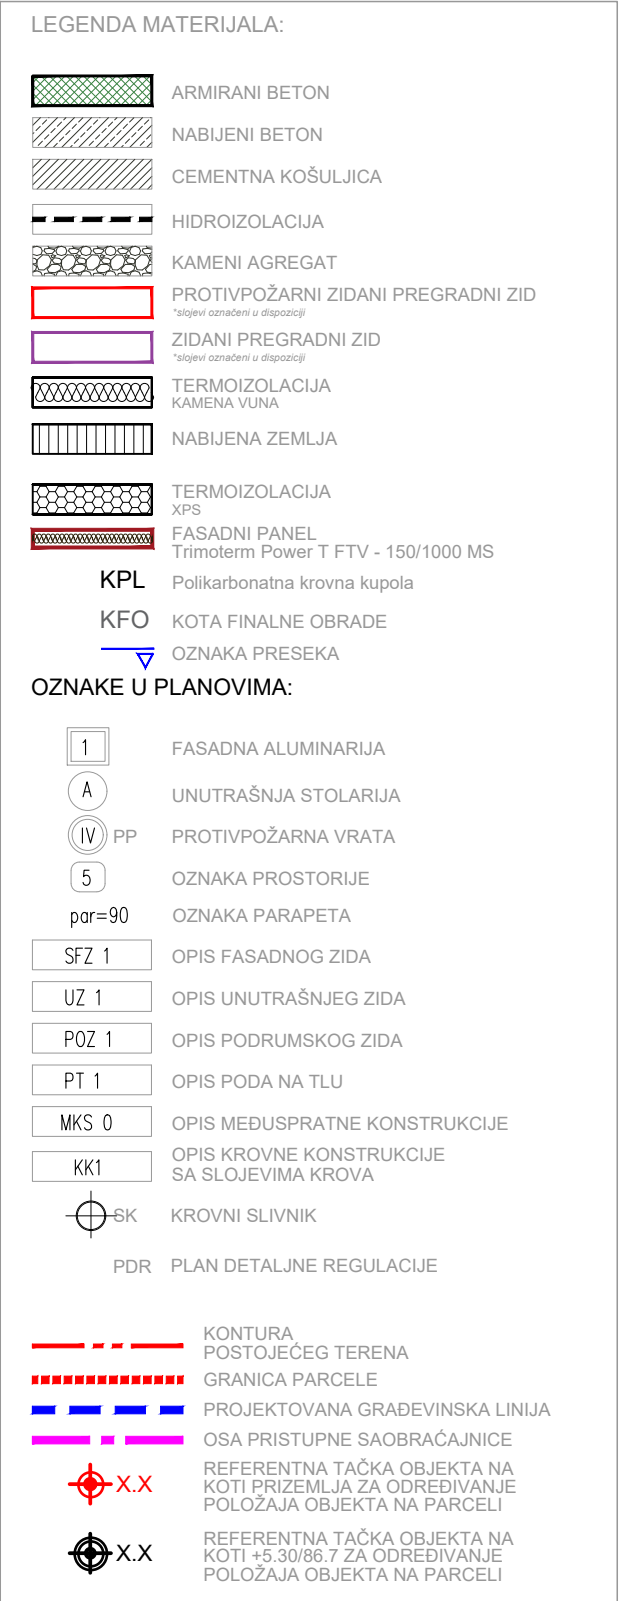 LEGENDA MATERIJALA:
ARMIRANI BETON
NABIJENI BETON
CEMENTNA KOŠULJICA
HIDROIZOLACIJA
KAMENI AGREGAT
PROTIVPOŽARNI ZIDANI PREGRADNI ZID
*slojevi označeni u dispoziciji
ZIDANI PREGRADNI ZID
*slojevi označeni u dispoziciji
TERMOIZOLACIJA
KAMENA VUNA
NABIJENA ZEMLJA
TERMOIZOLACIJA
XPS
FASADNI PANEL
Trimoterm Power T FTV - 150/1000 MS
KPL Polikarbonatna krovna kupola
KFO KOTA FINALNE OBRADE
OZNAKA PRESEKA
OZNAKE U PLANOVIMA:
1 FASADNA ALUMINARIJA
A UNUTRAŠNJA STOLARIJA
IV PP PROTIVPOŽARNA VRATA
5 OZNAKA PROSTORIJE
par=90 OZNAKA PARAPETA
SFZ 1 OPIS FASADNOG ZIDA
UZ 1 OPIS UNUTRAŠNJEG ZIDA
POZ 1 OPIS PODRUMSKOG ZIDA
PT 1 OPIS PODA NA TLU
MKS 0 OPIS MEĐUSPRATNE KONSTRUKCIJE
KK1 OPIS KROVNE KONSTRUKCIJE
SA SLOJEVIMA KROVA
SK KROVNI SLIVNIK
PDR PLAN DETALJNE REGULACIJE
KONTURA
POSTOJEĆEG TERENA
GRANICA PARCELE
PROJEKTOVANA GRAĐEVINSKA LINIJA
OSA PRISTUPNE SAOBRAĆAJNICE
X.X REFERENTNA TAČKA OBJEKTA NA
KOTI PRIZEMLJA ZA ODREĐIVANJE
POLOŽAJA OBJEKTA NA PARCELI
X.X REFERENTNA TAČKA OBJEKTA NA
KOTI +5.30/86.7 ZA ODREĐIVANJE
POLOŽAJA OBJEKTA NA PARCELI